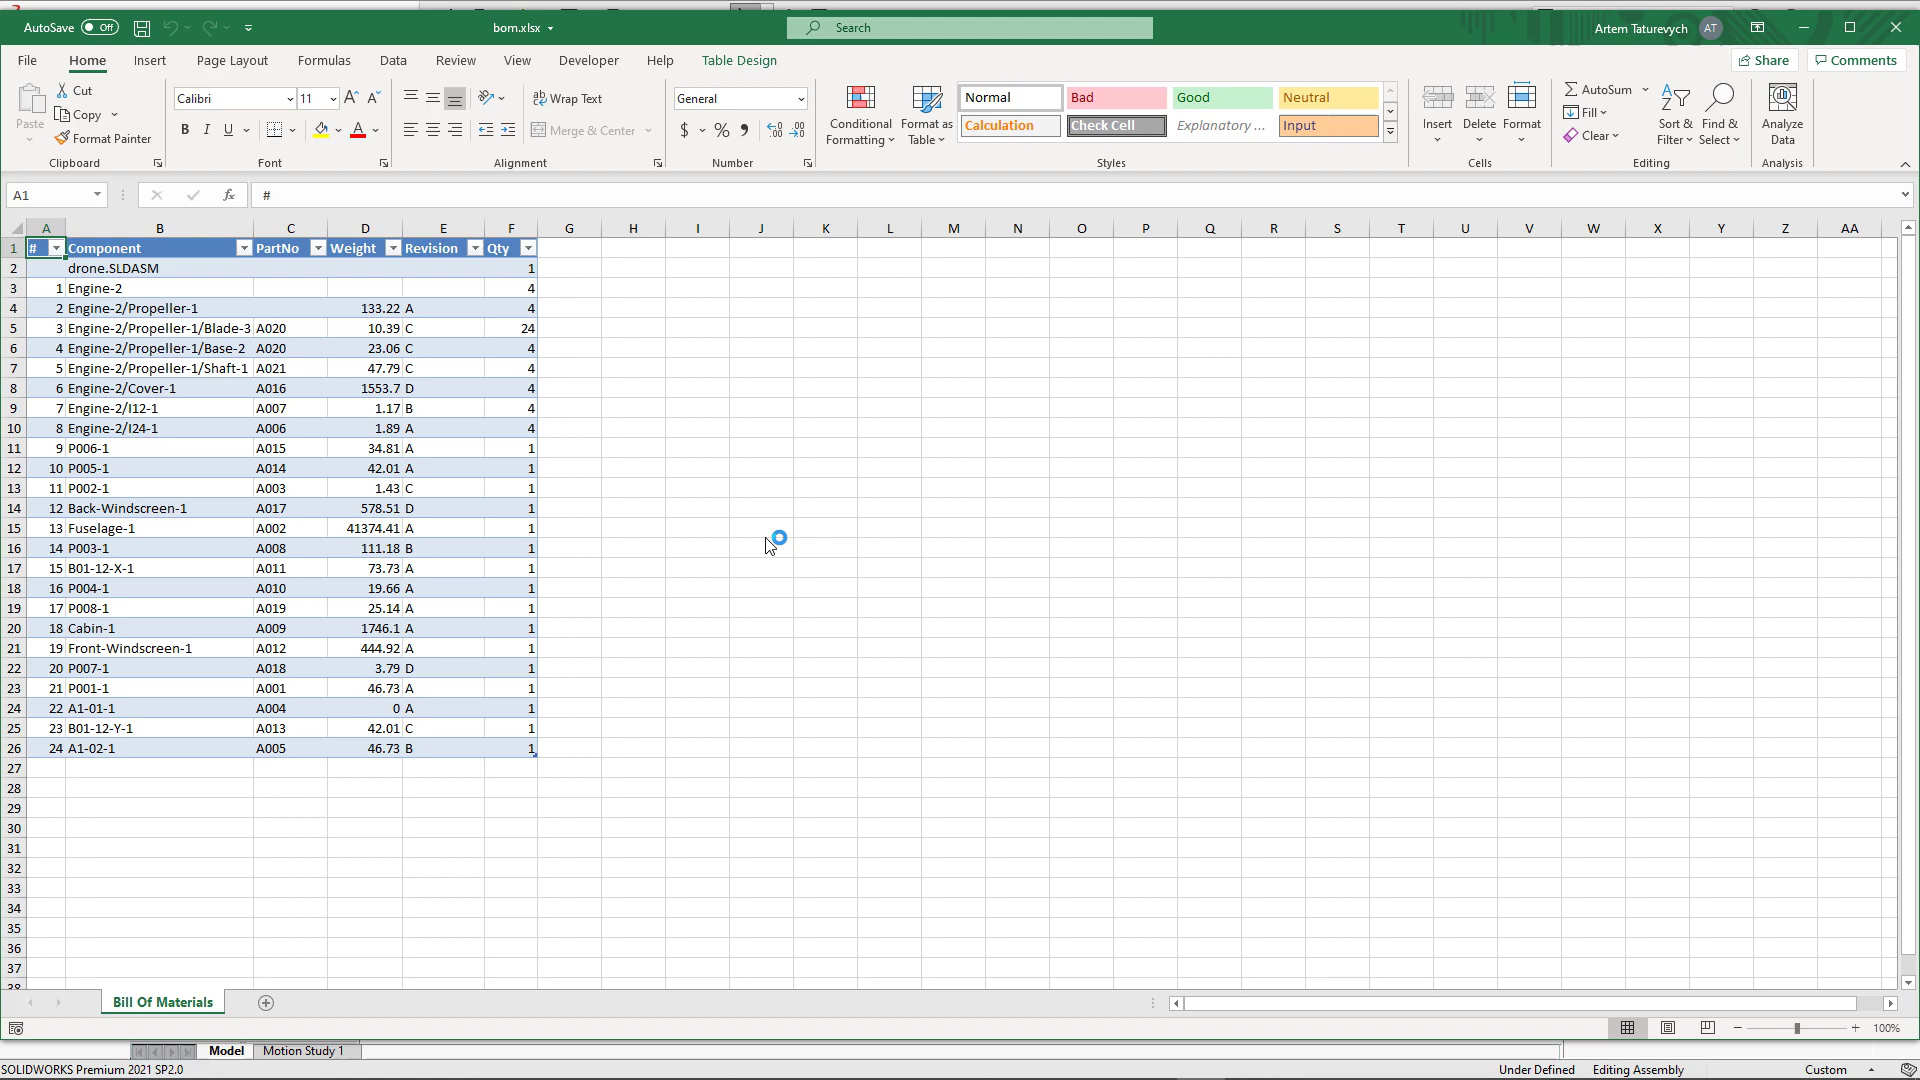 AutoSave Off bom.xlsx Search Artem Taturevych AT
File Home Insert Page Layout Formulas Data Review View Developer Help Table Design Share Comments
Paste Cut Copy Format Painter Clipboard
Calibri 11 A A B I U A Font
ab Wrap Text Merge & Center Alignment
General $ % Number
Conditional Formatting Format as Table
Normal Bad Good Neutral
Calculation Check Cell Explanatory ... Input
Styles
Insert Delete Format Cells
AutoSum Fill Clear Sort & Filter Find & Select Editing
Analyze Data Analysis
A1 fx #
A B C D E F G H I J K L M N O P Q R S T U V W X Y Z AA
1 # Component PartNo Weight Revision Qty
2 drone.SLDASM 1
3 1 Engine-2 4
4 2 Engine-2/Propeller-1 133.22 A 4
5 3 Engine-2/Propeller-1/Blade-3 A020 10.39 C 24
6 4 Engine-2/Propeller-1/Base-2 A020 23.06 C 4
7 5 Engine-2/Propeller-1/Shaft-1 A021 47.79 C 4
8 6 Engine-2/Cover-1 A016 1553.7 D 4
9 7 Engine-2/I12-1 A007 1.17 B 4
10 8 Engine-2/I24-1 A006 1.89 A 4
11 9 P006-1 A015 34.81 A 1
12 10 P005-1 A014 42.01 A 1
13 11 P002-1 A003 1.43 C 1
14 12 Back-Windscreen-1 A017 578.51 D 1
15 13 Fuselage-1 A002 41374.41 A 1
16 14 P003-1 A008 111.18 B 1
17 15 B01-12-X-1 A011 73.73 A 1
18 16 P004-1 A010 19.66 A 1
19 17 P008-1 A019 25.14 A 1
20 18 Cabin-1 A009 1746.1 A 1
21 19 Front-Windscreen-1 A012 444.92 A 1
22 20 P007-1 A018 3.79 D 1
23 21 P001-1 A001 46.73 A 1
24 22 A1-01-1 A004 0 A 1
25 23 B01-12-Y-1 A013 42.01 C 1
26 24 A1-02-1 A005 46.73 B 1
27
28
29
30
31
32
33
34
35
36
37
38
Bill Of Materials
100%
Model Motion Study 1
SOLIDWORKS Premium 2021 SP2.0 Under Defined Editing Assembly Custom